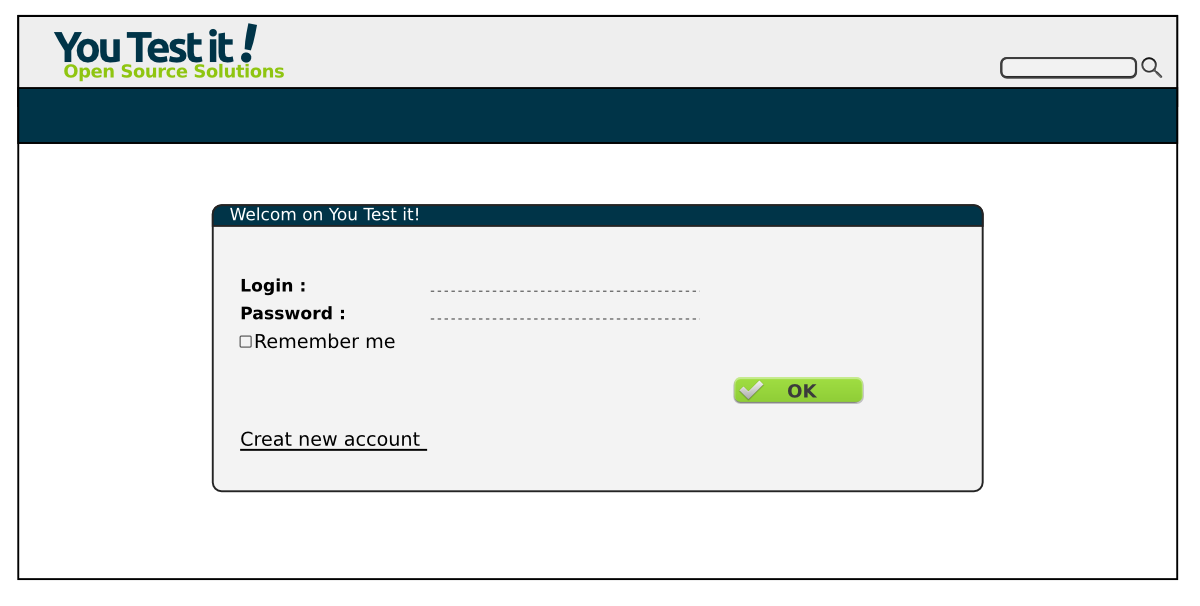 You Test it !
Open Source Solutions
Welcom on You Test it!
Login :
Password :
Remember me
OK
Creat new account